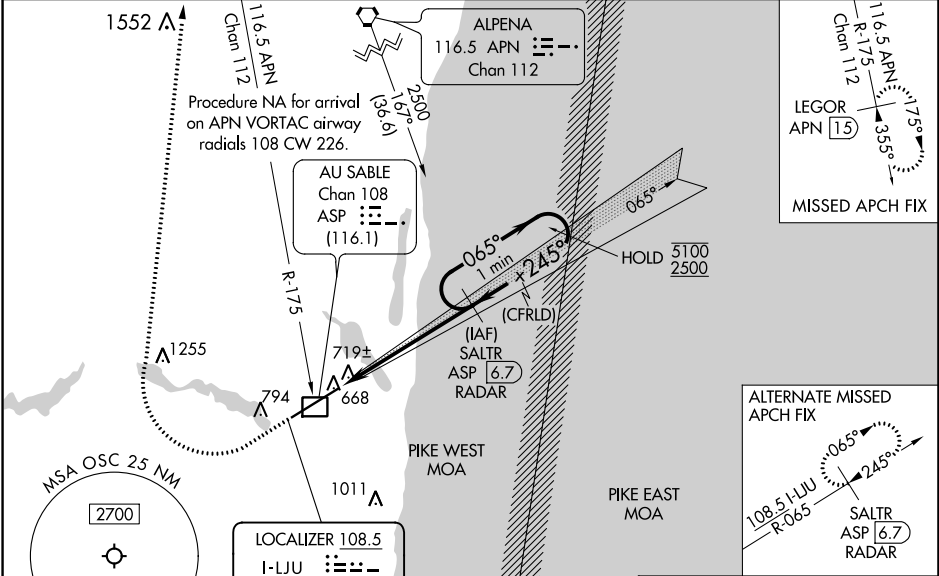 1552
116.5 APN
Chan 112
R-175
ALPENA
116.5 APN
Chan 112
2500
167°
(36.6)
Procedure NA for arrival
on APN VORTAC airway
radials 108 CW 226.
AU SABLE
Chan 108
ASP
(116.1)
065°
065°
1 min
+245°
(CFRLD)
HOLD 5100
2500
(IAF)
SALTR
ASP 6.7
RADAR
1255
719±
668
794
1011
PIKE WEST
MOA
PIKE EAST
MOA
MSA OSC 25 NM
2700
LOCALIZER 108.5
I-LJU
116.5 APN
R-175
Chan 112
LEGOR
APN 15
175°
355°
MISSED APCH FIX
ALTERNATE MISSED
APCH FIX
065°
245°
108.5 I-LJU
R-065
SALTR
ASP 6.7
RADAR